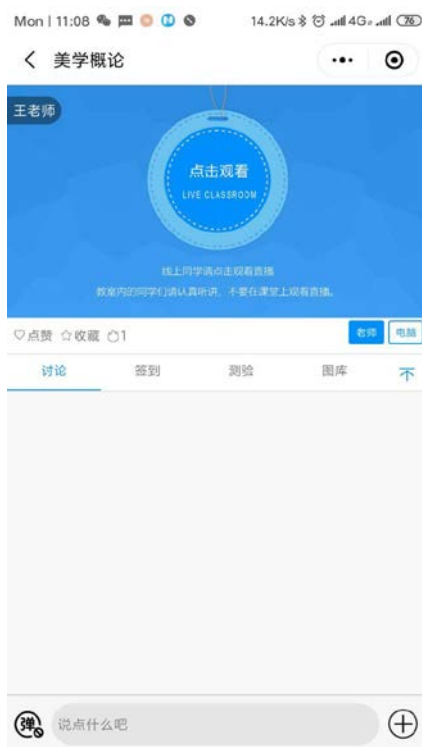 Mon | 11:08
14.2K/s
4G
76
美学概论
王老师
点击观看
LIVE CLASSROOM
线上同学请点击观看直播
教室内的同学们请认真听讲，不要在课堂上观看直播。
点赞 收藏 1
老师 电脑
讨论 签到 测验 图库
弹
说点什么吧